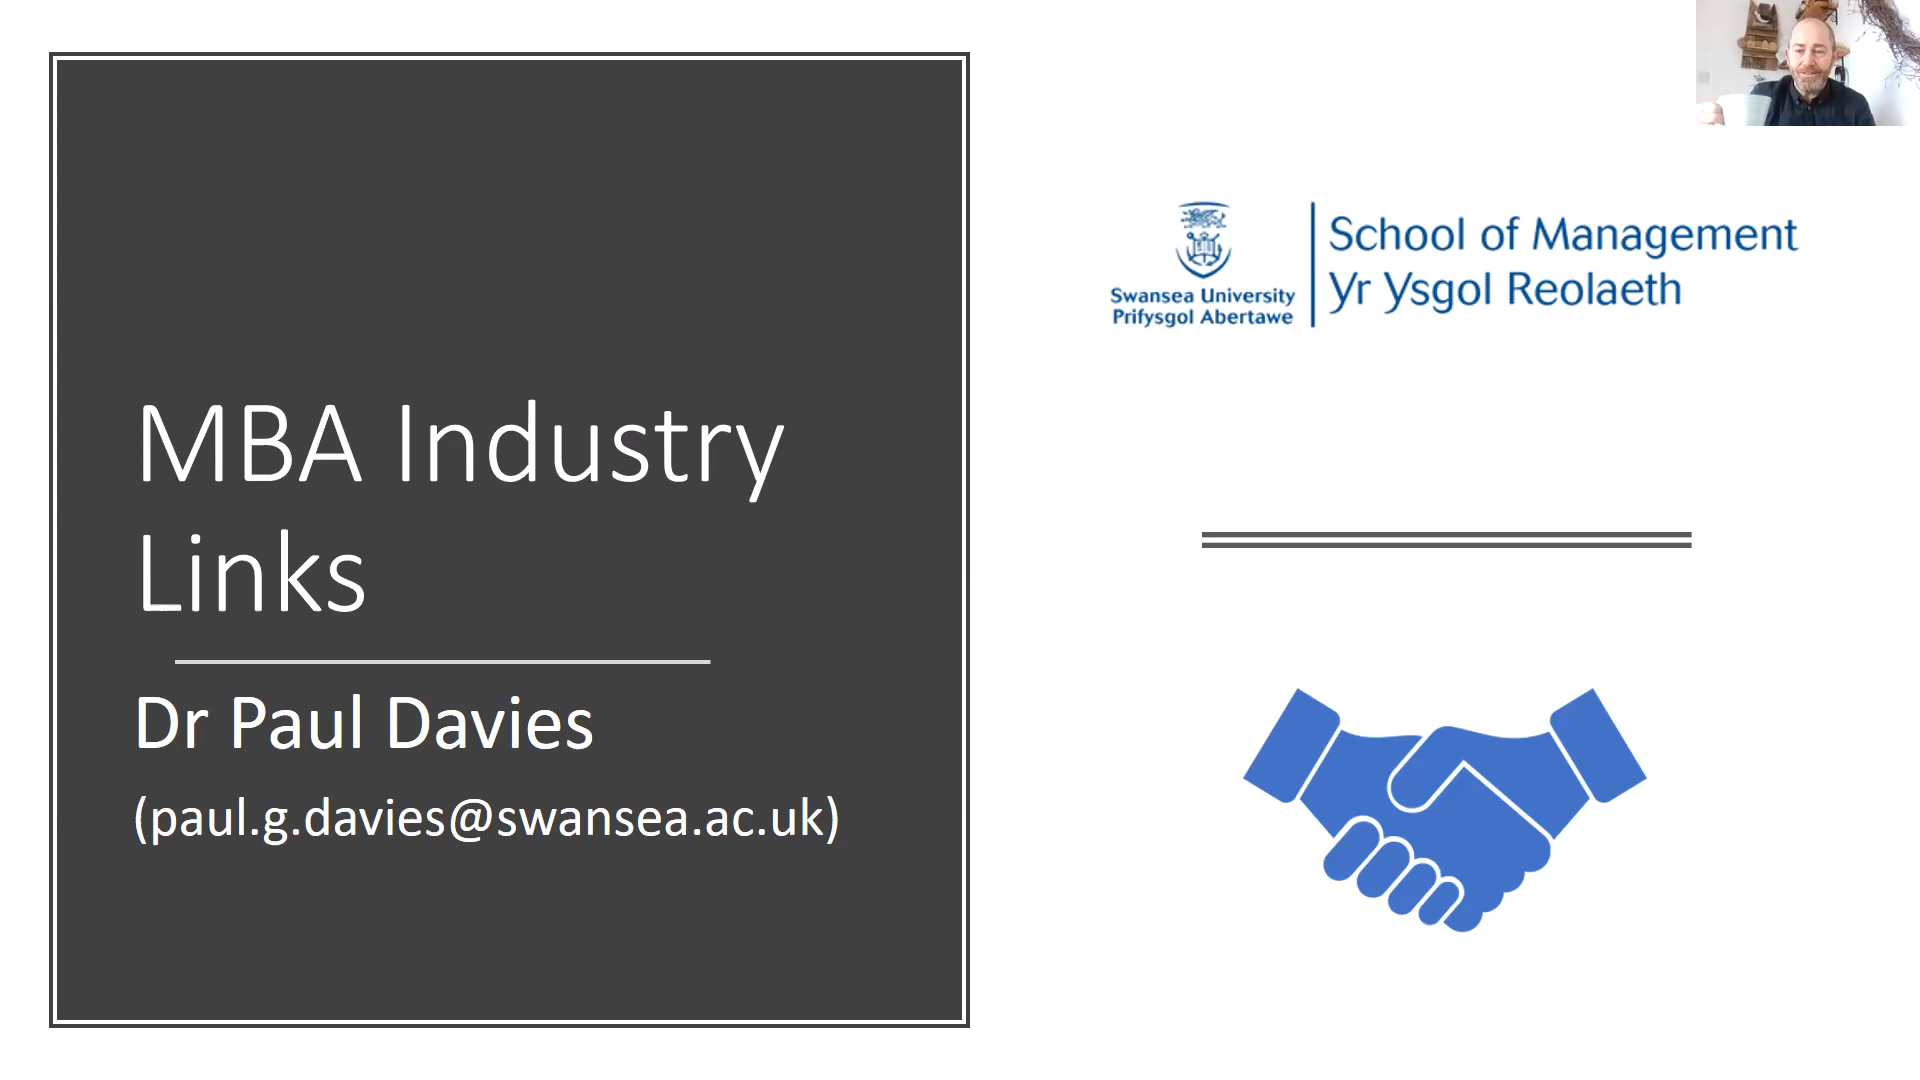 MBA Industry
Links
Dr Paul Davies
(paul.g.davies@swansea.ac.uk)
Swansea University
Prifysgol Abertawe
School of Management
Yr Ysgol Reolaeth